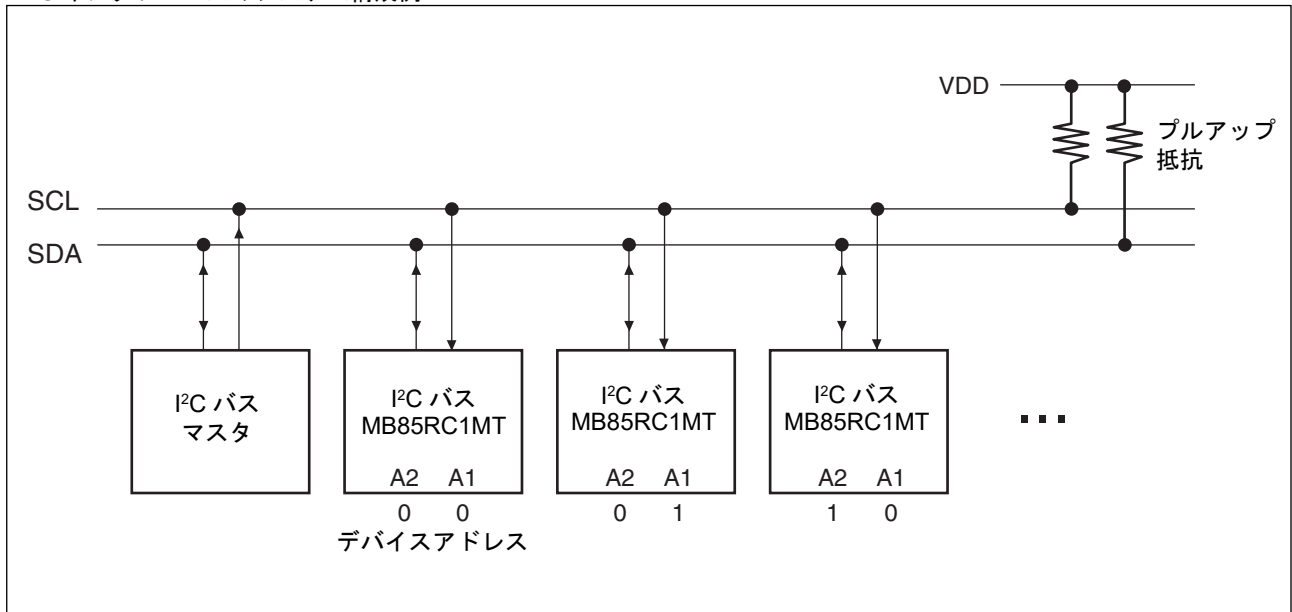 VDD
プルアップ
抵抗
SCL
SDA
I²C バス
マスタ
I²C バス
MB85RC1MT
A2 A1
0 0
デバイスアドレス
I²C バス
MB85RC1MT
A2 A1
0 1
I²C バス
MB85RC1MT
A2 A1
1 0
...